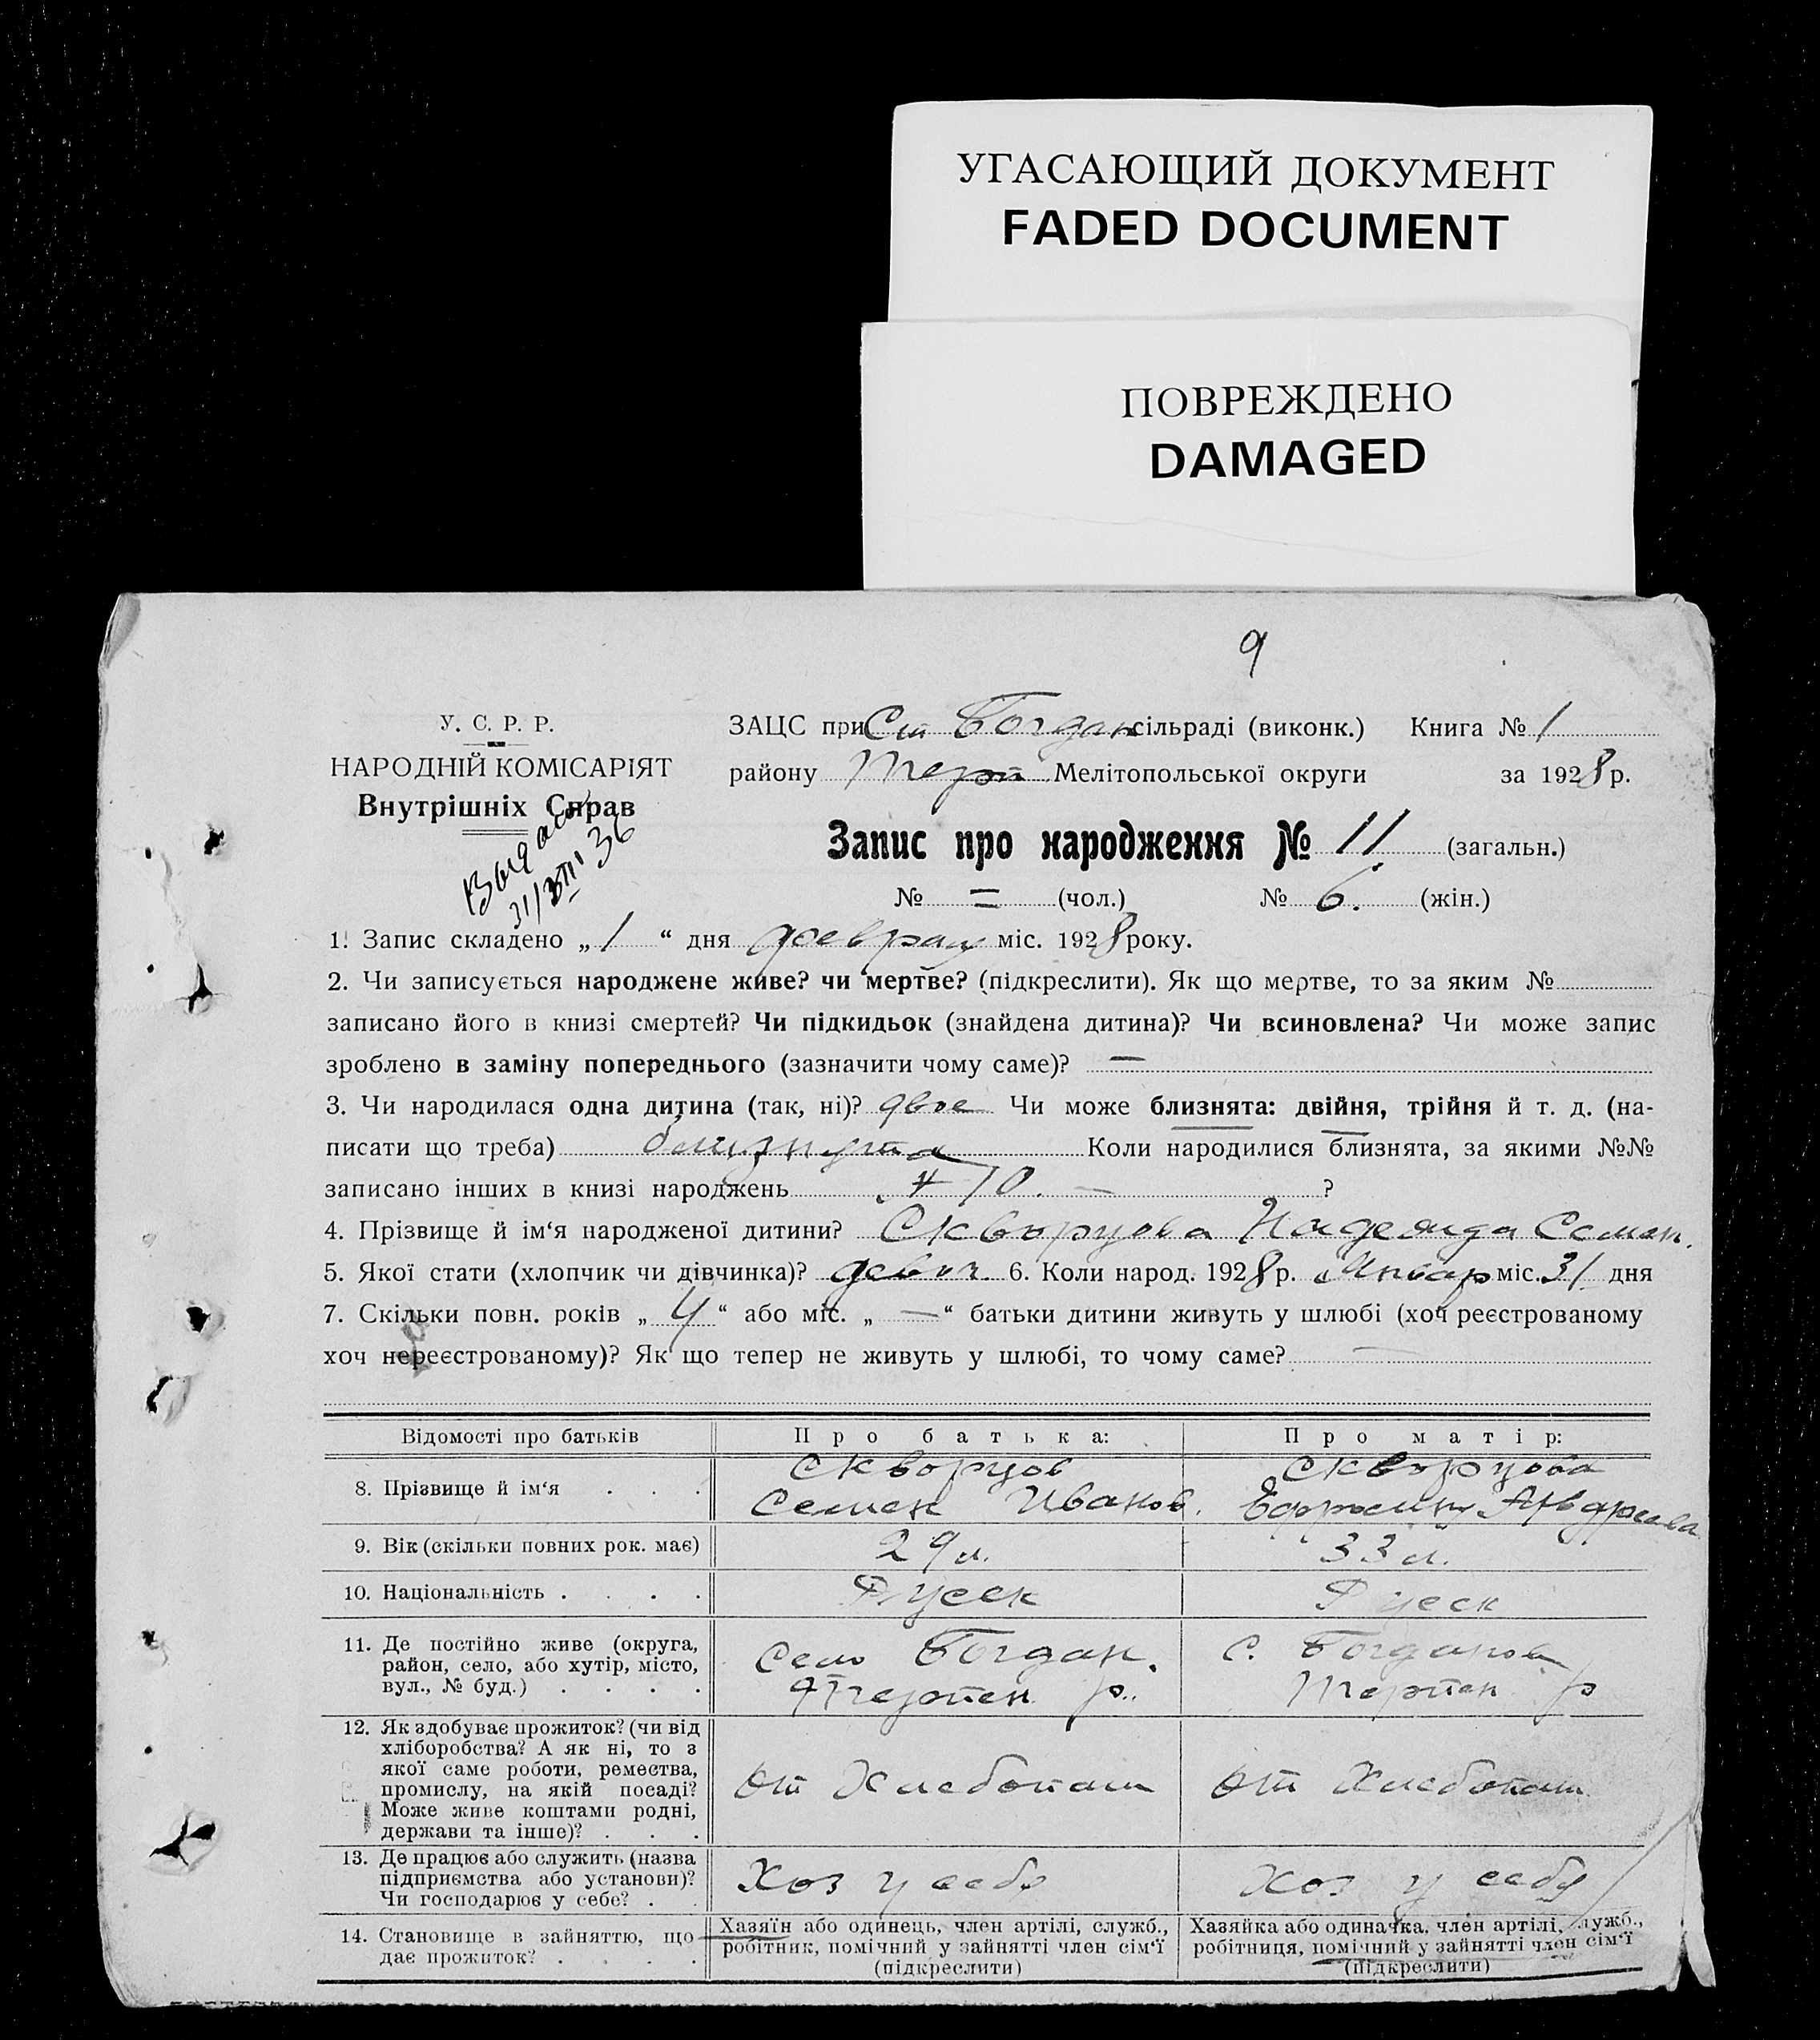 УГАСАЮЩИЙ ДОКУМЕНТ
FADED DOCUMENT
ПОВРЕЖДЕНО
DAMAGED
9
У. С. Р. Р.
НАРОДНІЙ КОМІСАРІЯТ
Внутрішніх Справ
31/VIII 36
ЗАЦС при Ст Богдан сільраді (виконк.) Книга № 1
району Терп Мелітопольської округи за 1928 р.
Запис про народження № 11. (загальн.)
№ = (чол.) № 6. (жін.)
1. Запис складено „1“ дня февраля міс. 1928 року.
2. Чи записується народжене живе? чи мертве? (підкреслити). Як що мертве, то за яким №
записано його в книзі смертей? Чи підкидьок (знайдена дитина)? Чи всиновлена? Чи може запис
зроблено в заміну попереднього (зазначити чому саме)? —
3. Чи народилася одна дитина (так, ні)? двое Чи може близнята: двійня, трійня й т. д. (на-
писати що треба) близнята Коли народилися близнята, за якими №№
записано інших в книзі народжень 10. — ?
4. Прізвище й ім‘я народженої дитини? Скворцова Надежда Семен.
5. Якої стати (хлопчик чи дівчинка)? девоч. 6. Коли народ. 1928 р. Январ міс. 31 дня
7. Скільки повн. років „4“ або міс. „—“ батьки дитини живуть у шлюбі (хоч реєстрованому
хоч нереєстрованому)? Як що тепер не живуть у шлюбі, то чому саме? —
Відомості про батьків
Про батька:
Про матір:
8. Прізвище й ім‘я . . .
Скворцов
Семен Иванов.
Скворцова
Ефросин
9. Вік (скільки повних рок. має)
29 л.
33 л.
10. Національність . . . .
Русск
Русск
11. Де постійно живе (округа,
район, село, або хутір, місто,
вул., № буд.) . . . .
Село Богдан.
Терпен р.
С. Богданов
Терпен р
12. Як здобуває прожиток? (чи від
хліборобства? А як ні, то з
якої саме роботи, ремества,
промислу, на якій посаді?
Може живе коштами родні,
держави та інше)? . . .
От Хлебопаш
От Хлебопаш.
13. Де працює або служить (назва
підприємства або установи)?
Чи господарює у себе? .
Хоз у себя
Хоз у себя
14. Становище в зайняттю, що
дає прожиток? . . . .
Хазяїн або одинець, член артілі, служб.,
робітник, помічний у зайнятті член сім‘ї
(підкреслити)
Хазяйка або одиначка, член артілі, служб.,
робітниця, помічний у зайнятті член сім‘ї
(підкреслити)